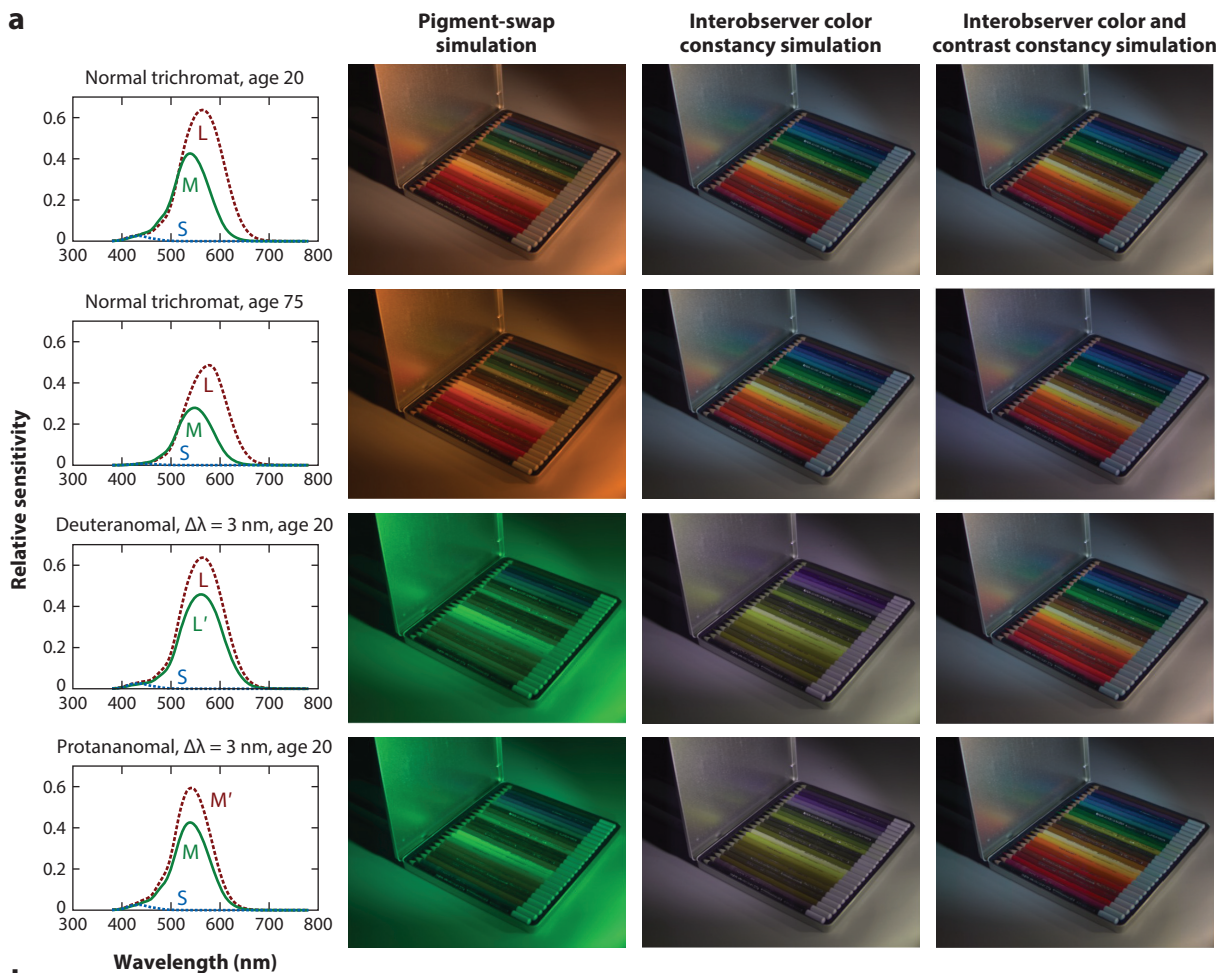 a
Pigment-swap
simulation
Interobserver color
constancy simulation
Interobserver color and
contrast constancy simulation
Relative sensitivity
Normal trichromat, age 20
0.6
0.4
0.2
0
L
M
S
300 400 500 600 700 800
Normal trichromat, age 75
0.6
0.4
0.2
0
L
M
S
300 400 500 600 700 800
Deuteranomal, Δλ = 3 nm, age 20
0.6
0.4
0.2
0
L
L′
S
300 400 500 600 700 800
Protananomal, Δλ = 3 nm, age 20
0.6
0.4
0.2
0
M′
M
S
300 400 500 600 700 800
Wavelength (nm)